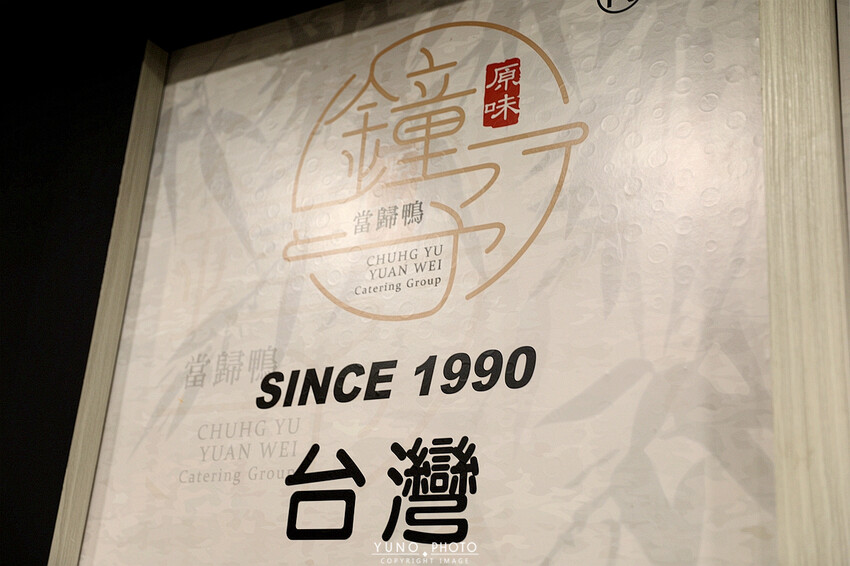 鐘予
原味
當歸鴨
CHUHG YU
YUAN WEI
Catering Group
SINCE 1990
當歸鴨
CHUHG YU
YUAN WEI
Catering Group
台灣
YUNO PHOTO
COPYRIGHT IMAGE